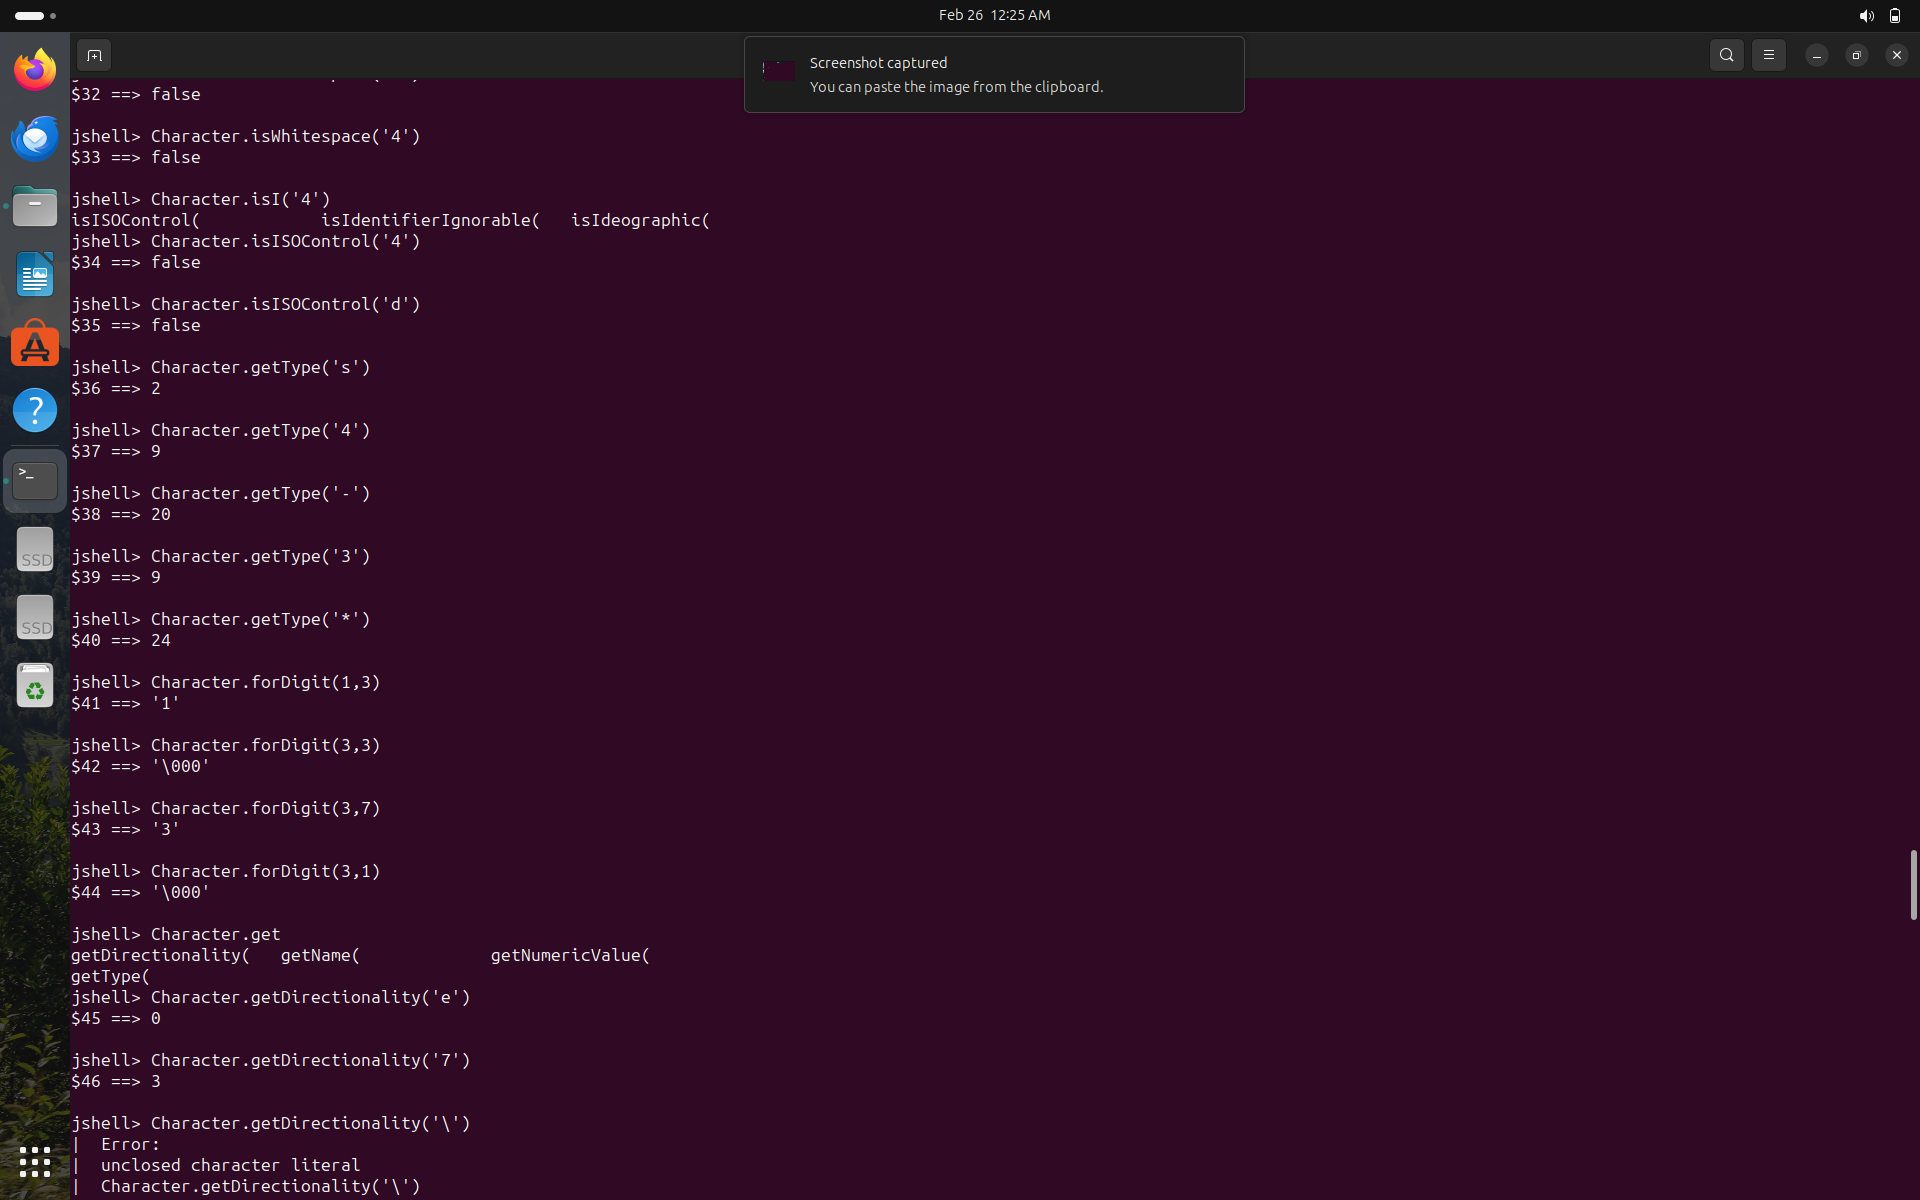 Feb 26 12:25 AM
Screenshot captured
You can paste the image from the clipboard.
$32 ==> false
jshell> Character.isWhitespace('4')
$33 ==> false
jshell> Character.isI('4')
isISOControl( isIdentifierIgnorable( isIdeographic(
jshell> Character.isISOControl('4')
$34 ==> false
jshell> Character.isISOControl('d')
$35 ==> false
jshell> Character.getType('s')
$36 ==> 2
jshell> Character.getType('4')
$37 ==> 9
jshell> Character.getType('-')
$38 ==> 20
jshell> Character.getType('3')
$39 ==> 9
jshell> Character.getType('*')
$40 ==> 24
jshell> Character.forDigit(1,3)
$41 ==> '1'
jshell> Character.forDigit(3,3)
$42 ==> '\000'
jshell> Character.forDigit(3,7)
$43 ==> '3'
jshell> Character.forDigit(3,1)
$44 ==> '\000'
jshell> Character.get
getDirectionality( getName( getNumericValue(
getType(
jshell> Character.getDirectionality('e')
$45 ==> 0
jshell> Character.getDirectionality('7')
$46 ==> 3
jshell> Character.getDirectionality('\')
| Error:
| unclosed character literal
| Character.getDirectionality('\')
SSD
SSD